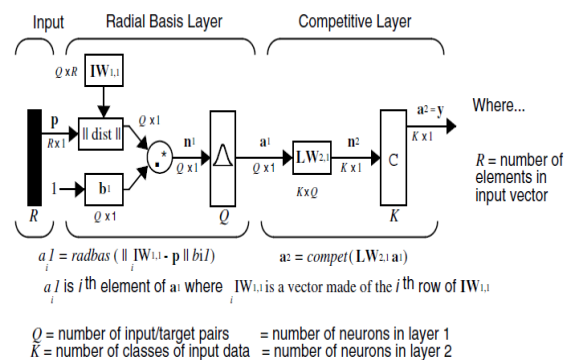 Input Radial Basis Layer Competitive Layer
Q x R IW1,1
p
R x 1
|| dist ||
Q x 1
.*
n1
Q x 1
a1
Q x 1
LW2,1
K x Q
n2
K x 1
C
a2 = y
K x 1
Where...
R = number of
elements in
input vector
1
b1
Q x 1
R Q K
a i 1 = radbas ( || i IW1,1 - p || bi1) a2 = compet ( LW2,1 a1)
a i 1 is i th element of a1 where i IW1,1 is a vector made of the i th row of IW1,1
Q = number of input/target pairs = number of neurons in layer 1
K = number of classes of input data = number of neurons in layer 2